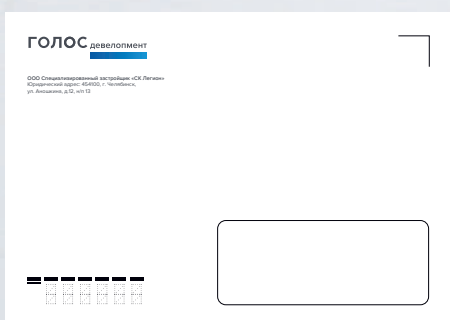 ГОЛОС девелопмент
ООО Специализированный застройщик «СК Легион»
Юридический адрес: 454100, г. Челябинск,
ул. Аношкина, д.12, н/п 13